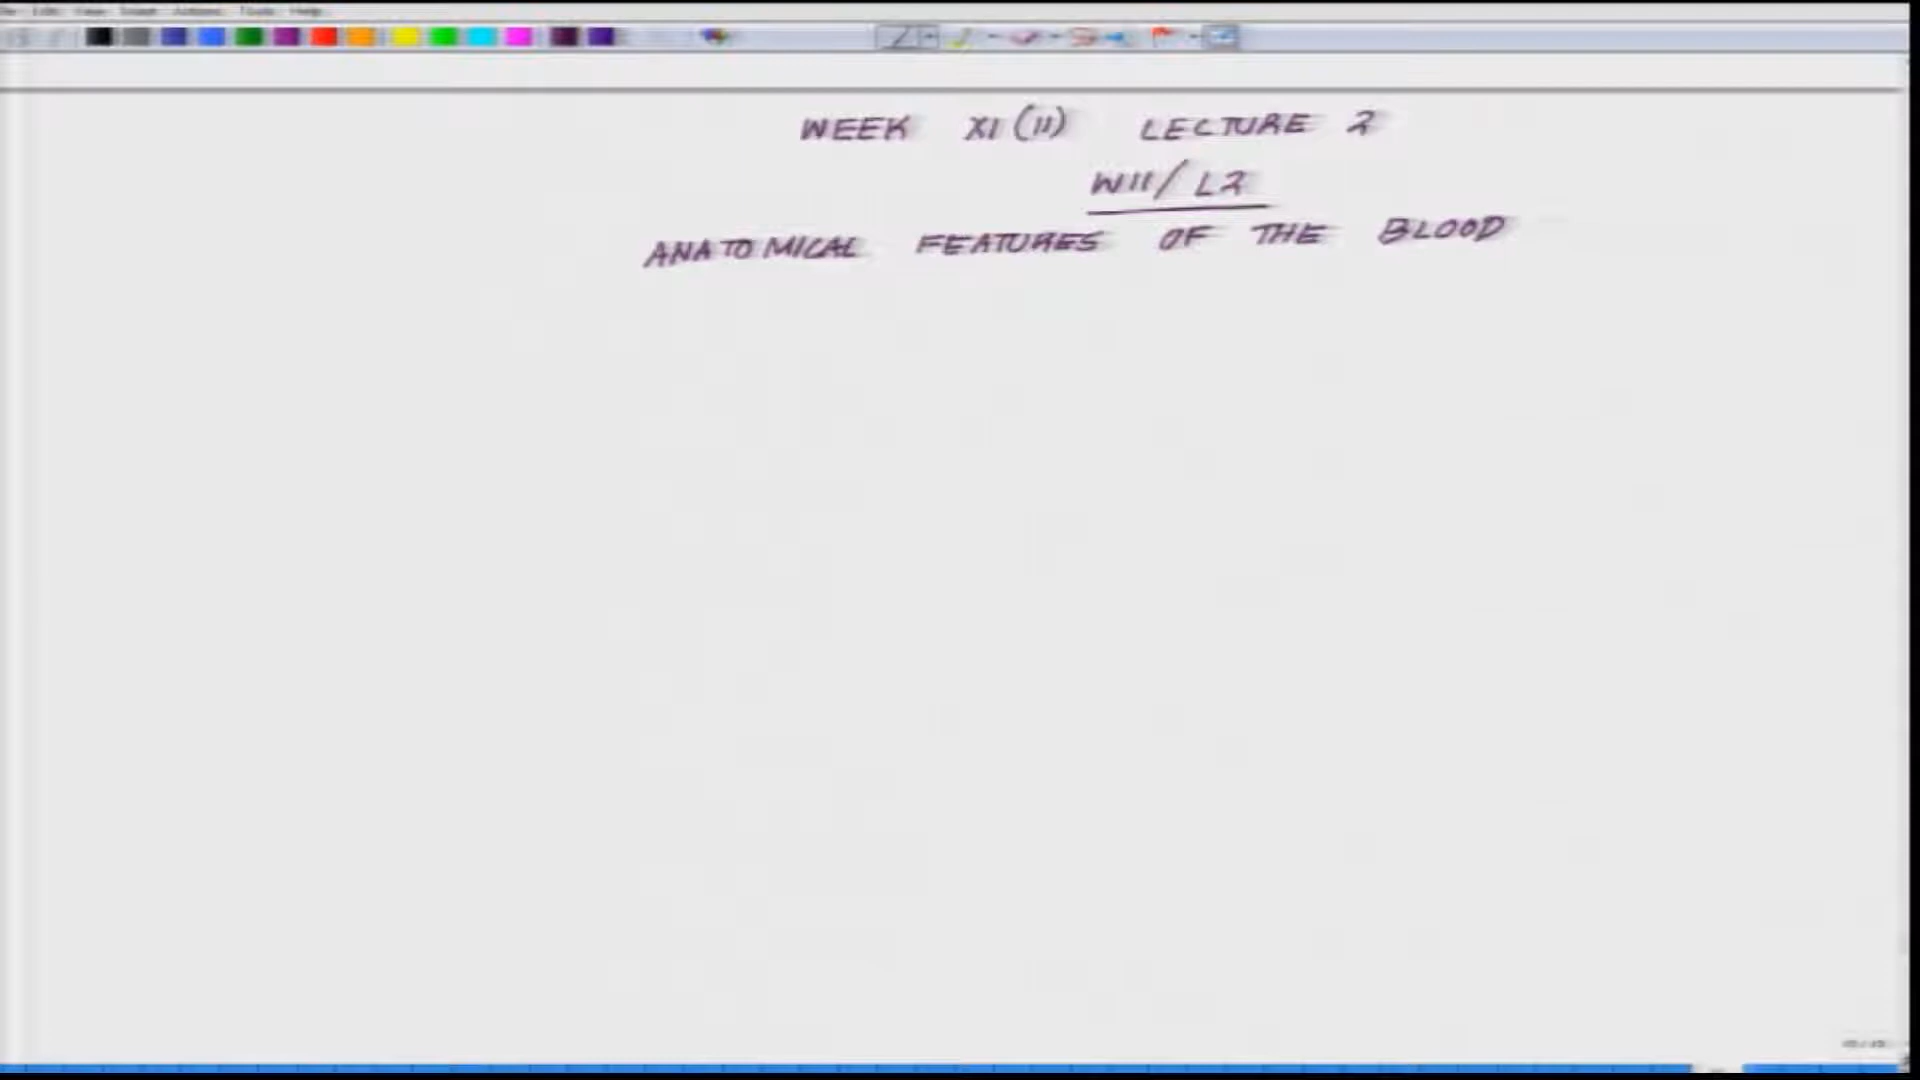 WEEK XI (11) LECTURE 2
W11/ L2
ANATOMICAL FEATURES OF THE BLOOD